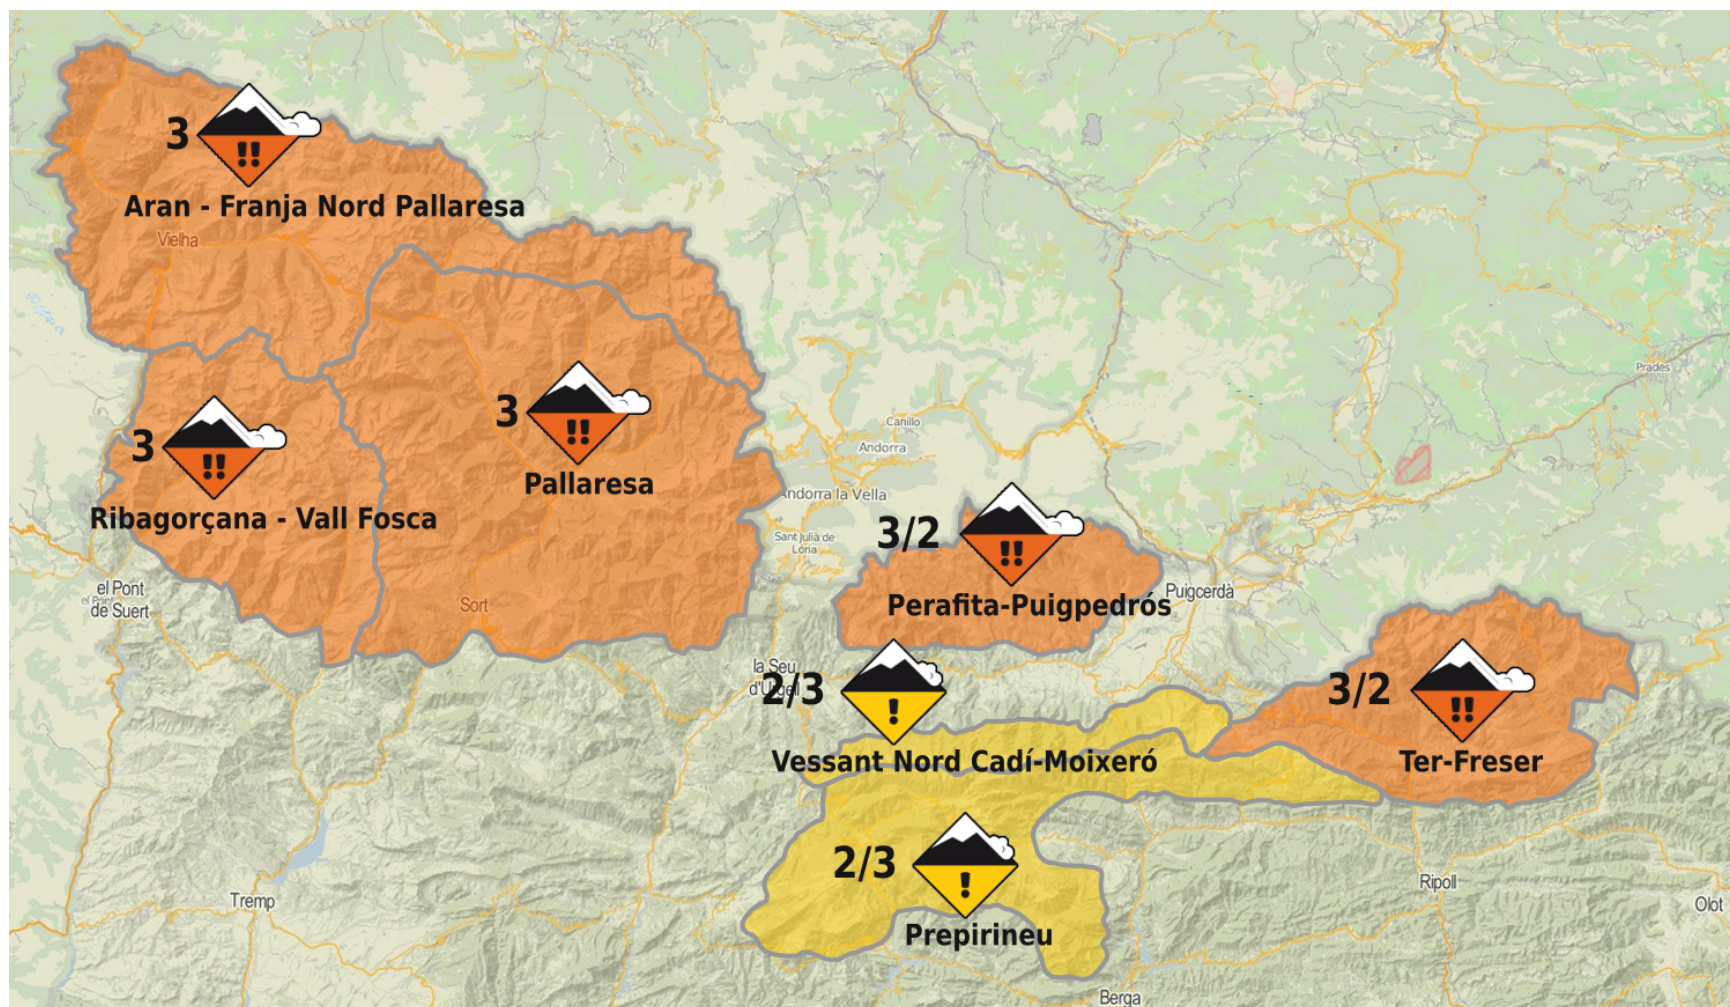 3
!!
Aran - Franja Nord Pallaresa
Vielha
Prades
3
!!
Pallaresa
3
!!
Ribagorçana - Vall Fosca
Canillo
Andorra
Andorra la Vella
Sant Julià de
Lòria
3/2
!!
Perafita-Puigpedrós
Puigcerdà
el Pont
de Suert
Sort
la Seu
d'Urgell
2/3
!
Vessant Nord Cadí-Moixeró
3/2
!!
Ter-Freser
2/3
!
Prepirineu
Tremp
Ripoll
Olot
Berga